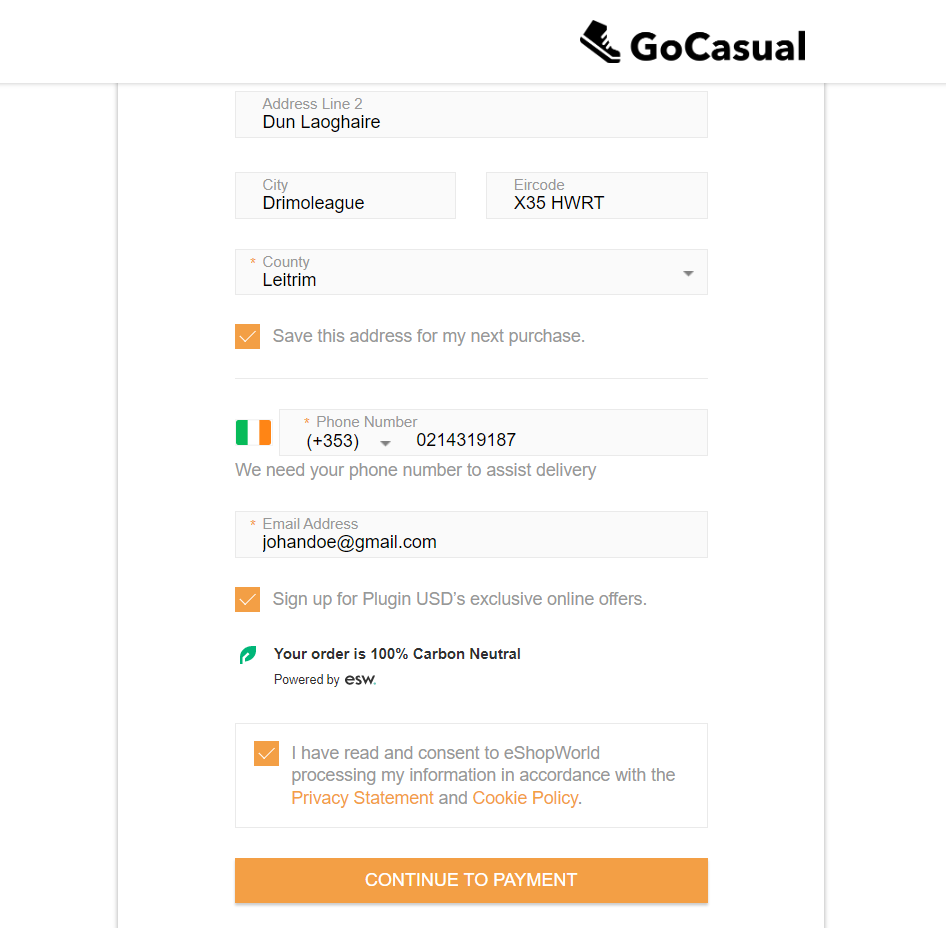 GoCasual
Address Line 2
Dun Laoghaire
City
Drimoleague
Eircode
X35 HWRT
* County
Leitrim
Save this address for my next purchase.
* Phone Number
(+353) 0214319187
We need your phone number to assist delivery
* Email Address
johandoe@gmail.com
Sign up for Plugin USD’s exclusive online offers.
Your order is 100% Carbon Neutral
Powered by esw.
I have read and consent to eShopWorld
processing my information in accordance with the
Privacy Statement and Cookie Policy.
CONTINUE TO PAYMENT